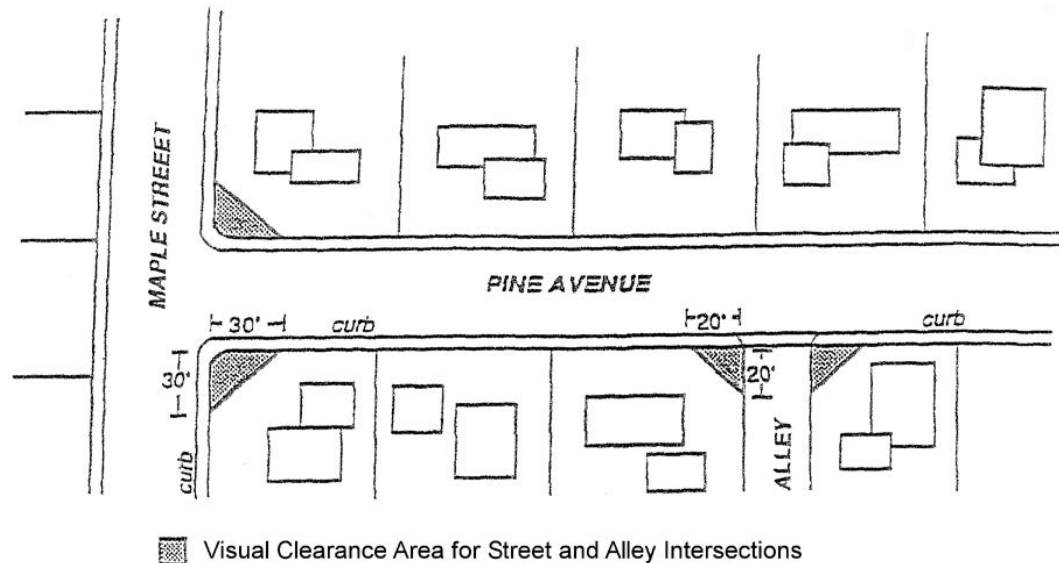 MAPLE STREEET
PINE AVENUE
30'
curb
20'
curb
30'
20'
curb
ALLEY
Visual Clearance Area for Street and Alley Intersections